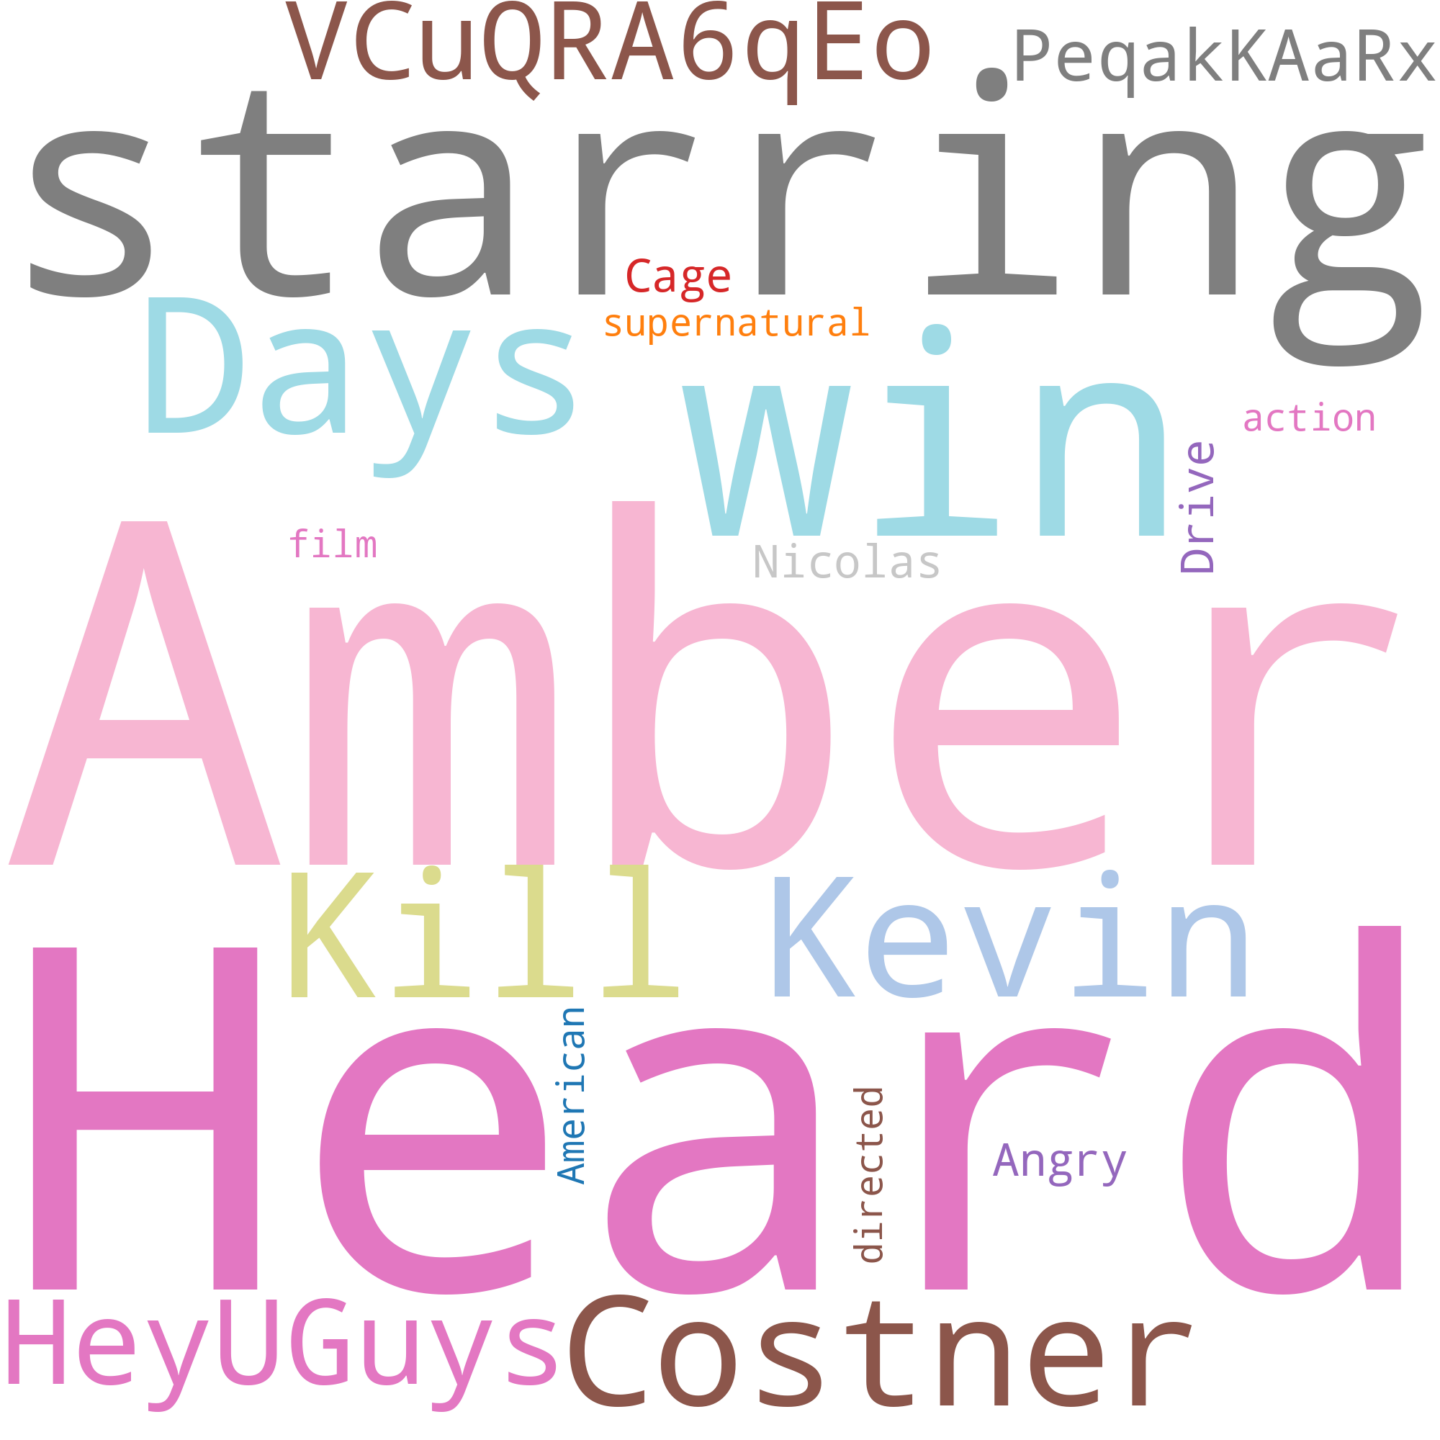 VCuQRA6qEo
PeqakKAaRx
starring
Cage
supernatural
Days
win
action
Drive
film
Nicolas
Amber
Kill
Kevin
Heard
American
directed
Angry
HeyUGuys
Costner